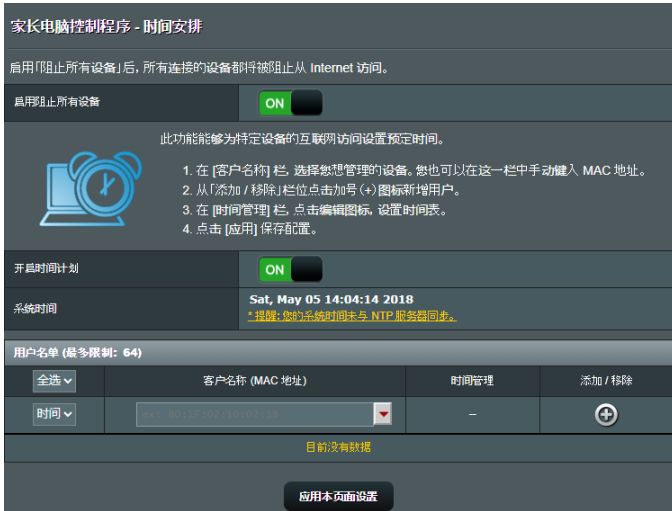 家长电脑控制程序 - 时间安排
启用「阻止所有设备」后，所有连接的设备都将被阻止从 Internet 访问。
启用阻止所有设备
ON
此功能能够为特定设备的互联网访问设置预定时间。
1. 在 [客户名称] 栏, 选择您想管理的设备。您也可以在这一栏中手动键入 MAC 地址。
2. 从「添加 / 移除」栏位点击加号 (+) 图标新增用户。
3. 在 [时间管理] 栏, 点击编辑图标, 设置时间表。
4. 点击 [应用] 保存配置。
开启时间计划
ON
系统时间
Sat, May 05 14:04:14 2018
* 提醒: 您的系统时间未与 NTP 服务器同步。
用户名单 (最多限制: 64)
全选 客户名称 (MAC 地址) 时间管理 添加 / 移除
时间 --
目前没有数据
应用本页面设置